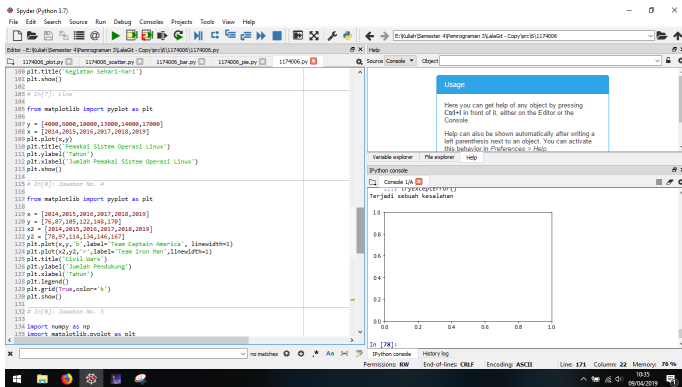 Spyder (Python 3.7)
File Edit Search Source Run Debug Consoles Projects Tools View Help
E:\Kuliah\Semester 4\Pemrograman 3\LalaGit - Copy\src\6\1174006
Editor - E:\Kuliah\Semester 4\Pemrograman 3\LalaGit - Copy\src\6\1174006\1174006.py
1174006_plot.py 1174006_scatter.py 1174006_bar.py 1174006_pie.py 1174006.py
100 plt.title('Kegiatan Sehari-hari')
101 plt.show()
102
103 # In[7]: Line
104
105 from matplotlib import pyplot as plt
106
107 y = [4000,6000,10000,13000,14000,17000]
108 x = [2014,2015,2016,2017,2018,2019]
109 plt.plot(x,y)
110 plt.title('Pemakai Sistem Operasi Linux')
111 plt.ylabel('Tahun')
112 plt.xlabel('Jumlah Pemakai Sistem Operasi Linux')
113 plt.show()
114
115 # In[8]: Jawaban No. 4
116
117 from matplotlib import pyplot as plt
118
119 x = [2014,2015,2016,2017,2018,2019]
120 y = [76,87,105,122,148,170]
121 x2 = [2014,2015,2016,2017,2018,2019]
122 y2 = [78,97,114,134,146,167]
123 plt.plot(x,y,'b',label='Team Captain America', linewidth=1)
124 plt.plot(x2,y2,'r',label='Team Iron Man',linewidth=1)
125 plt.title('Civil Wars')
126 plt.ylabel('Jumlah Pendukung')
127 plt.xlabel('Tahun')
128 plt.legend()
129 plt.grid(True,color='k')
130 plt.show()
131
132 # In[8]: Jawaban No. 5
133
134 import numpy as np
135 import matplotlib.pyplot as plt
no matches .* Aa
Help
Source Console Object
Usage
Here you can get help of any object by pressing
Ctrl+I in front of it, either on the Editor or the
Console.
Help can also be shown automatically after writing a
left parenthesis next to an object. You can activate
this behavior in Preferences > Help.
Variable explorer File explorer Help
IPython console
Console 1/A
...: tryExceptError()
Terjadi sebuah kesalahan
1.0
0.8
0.6
0.4
0.2
0.0
0.0 0.2 0.4 0.6 0.8 1.0
In [78]:
IPython console History log
Permissions: RW End-of-lines: CRLF Encoding: ASCII Line: 171 Column: 22 Memory: 76 %
10:35
09/04/2019